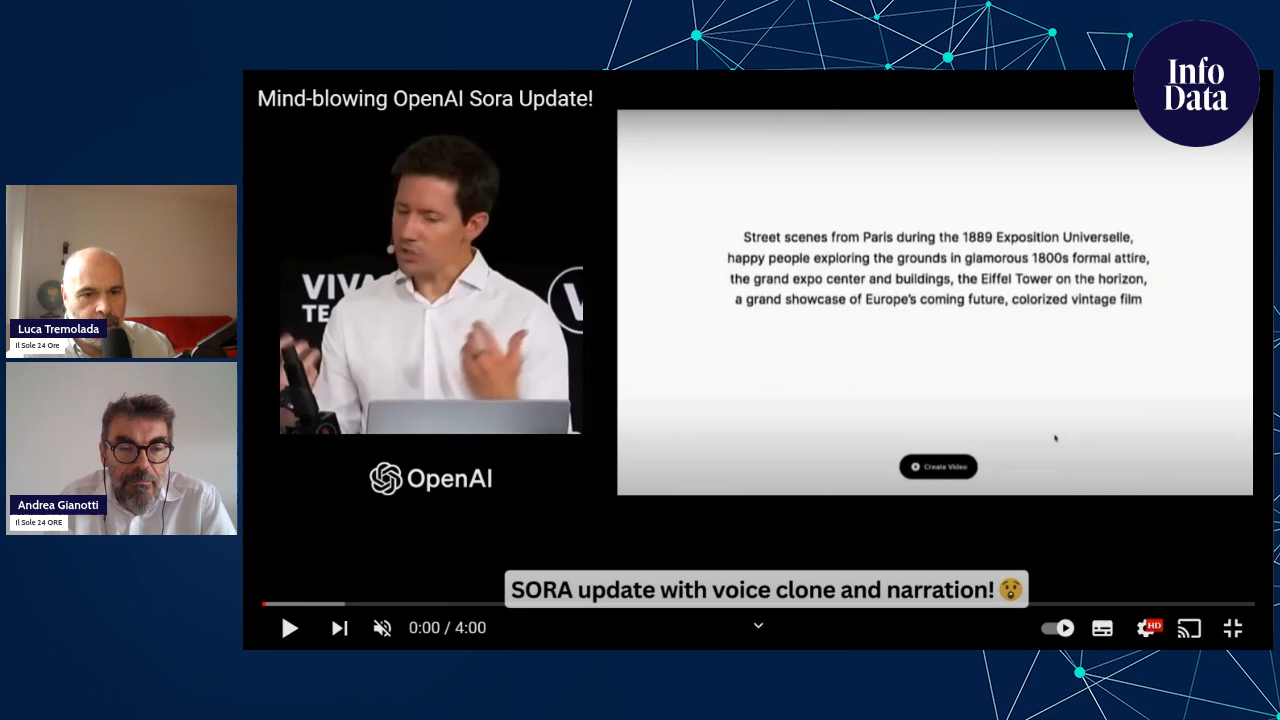 Info
Data
Mind-blowing OpenAI Sora Update!
VIVA
TE
Street scenes from Paris during the 1889 Exposition Universelle,
happy people exploring the grounds in glamorous 1800s formal attire,
the grand expo center and buildings, the Eiffel Tower on the horizon,
a grand showcase of Europe's coming future, colorized vintage film
Create Video
Luca Tremolada
Il Sole 24 Ore
Andrea Gianotti
Il Sole 24 ORE
OpenAI
SORA update with voice clone and narration! 😲
0:00 / 4:00
HD